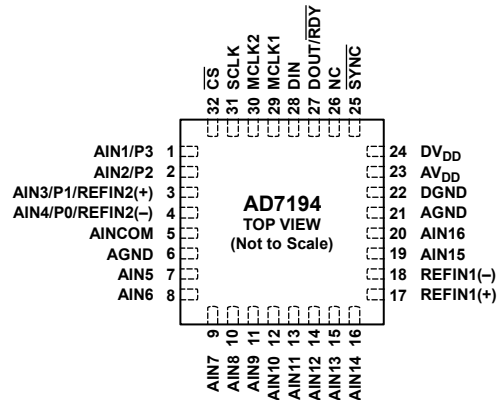 32 CS
31 SCLK
30 MCLK2
29 MCLK1
28 DIN
27 DOUT/RDY
26 NC
25 SYNC
AIN1/P3 1
AIN2/P2 2
AIN3/P1/REFIN2(+) 3
AIN4/P0/REFIN2(–) 4
AINCOM 5
AGND 6
AIN5 7
AIN6 8
AD7194
TOP VIEW
(Not to Scale)
24 DVDD
23 AVDD
22 DGND
21 AGND
20 AIN16
19 AIN15
18 REFIN1(–)
17 REFIN1(+)
AIN7 9
AIN8 10
AIN9 11
AIN10 12
AIN11 13
AIN12 14
AIN13 15
AIN14 16